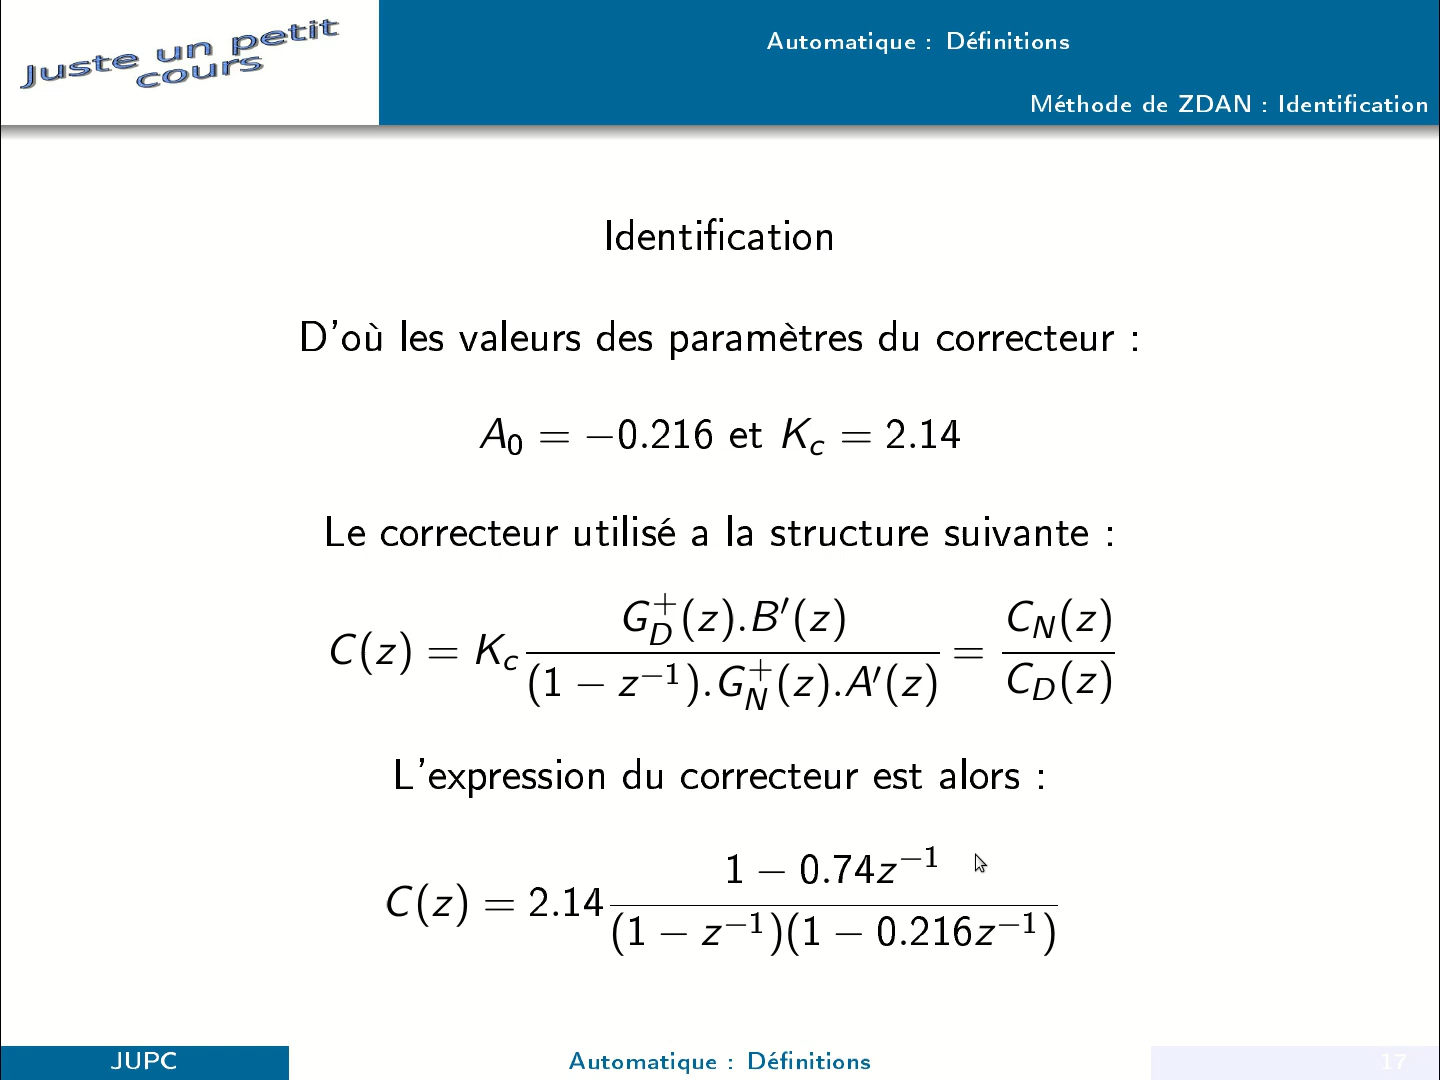 Juste un petit
cours
Automatique : Définitions
Méthode de ZDAN : Identification
Identification
D'où les valeurs des paramètres du correcteur :
A₀ = −0.216 et K_c = 2.14
Le correcteur utilisé a la structure suivante :
C(z) = K_c \frac{G_D^+(z).B′(z)}{(1 − z^{−1}).G_N^+(z).A′(z)} = \frac{C_N(z)}{C_D(z)}
L'expression du correcteur est alors :
C(z) = 2.14 \frac{1 − 0.74z^{−1}}{(1 − z^{−1})(1 − 0.216z^{−1})}
JUPC
Automatique : Définitions
17